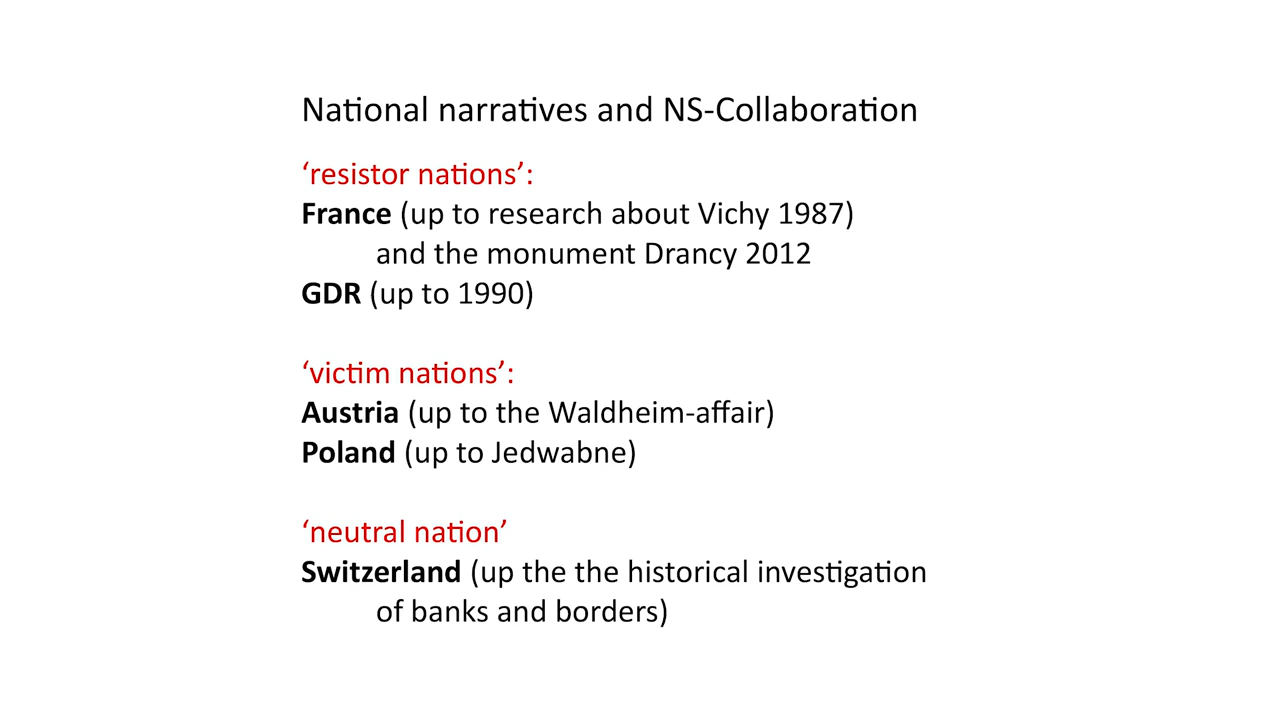 National narratives and NS-Collaboration
‘resistor nations’:
France (up to research about Vichy 1987)
and the monument Drancy 2012
GDR (up to 1990)
‘victim nations’:
Austria (up to the Waldheim-affair)
Poland (up to Jedwabne)
‘neutral nation’
Switzerland (up the the historical investigation
of banks and borders)